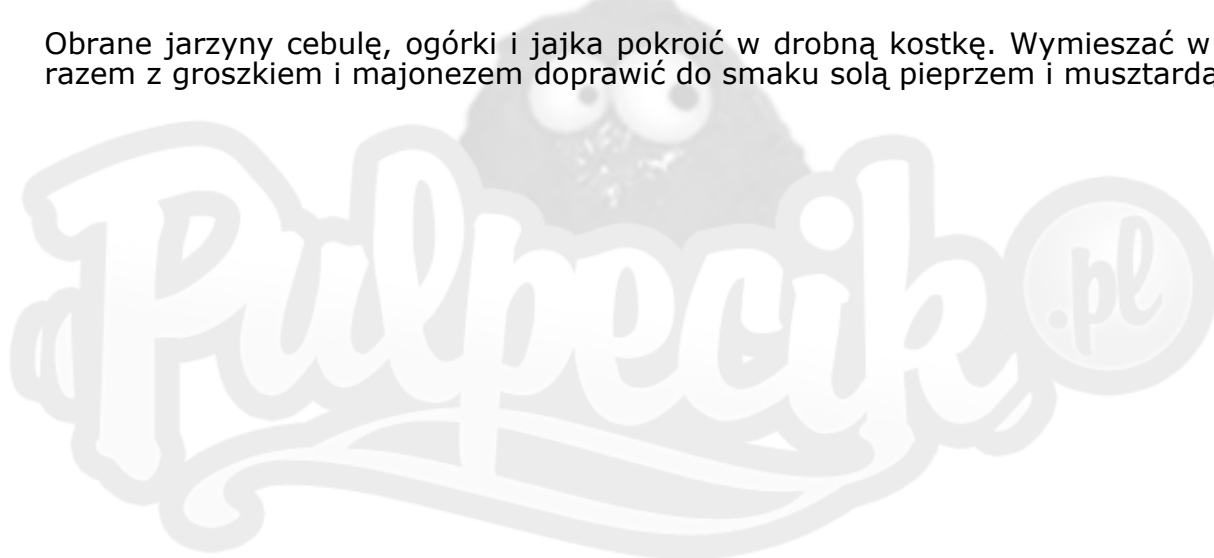 Obrane jarzyny cebulę, ogórki i jajka pokroić w drobną kostkę. Wymieszać w
razem z groszkiem i majonezem doprawić do smaku solą pieprzem i musztardą
Pulpecik.pl